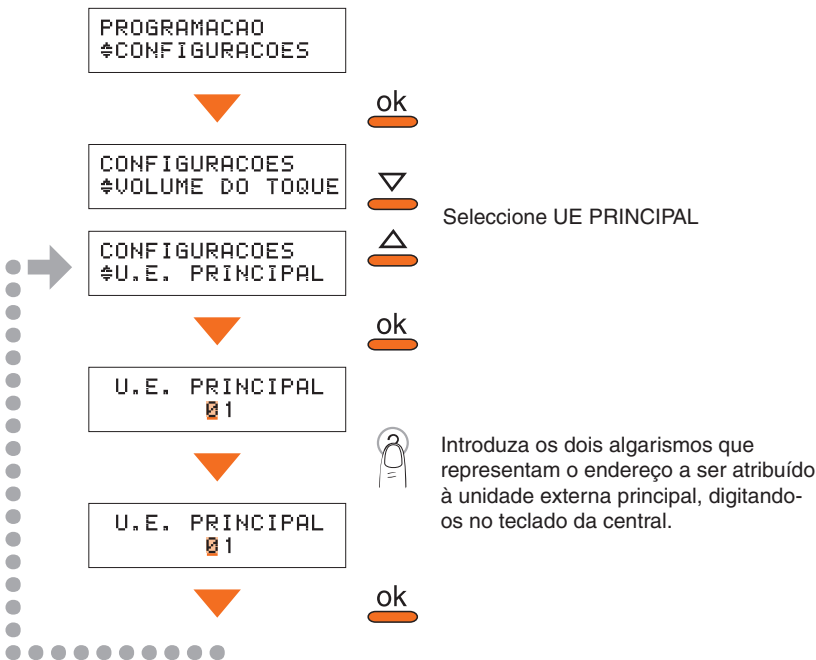 PROGRAMACAO
≑CONFIGURACOES
ok
CONFIGURACOES
≑VOLUME DO TOQUE
Seleccione UE PRINCIPAL
CONFIGURACOES
≑U.E. PRINCIPAL
ok
U.E. PRINCIPAL
01
2
Introduza os dois algarismos que
representam o endereço a ser atribuído
à unidade externa principal, digitando-
os no teclado da central.
U.E. PRINCIPAL
01
ok